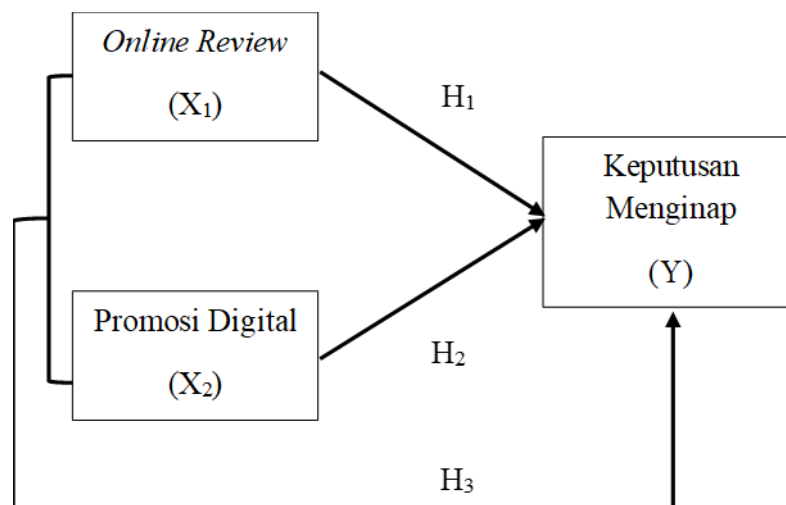 Online Review
(X₁)
H₁
Keputusan
Menginap
(Y)
Promosi Digital
(X₂)
H₂
H₃